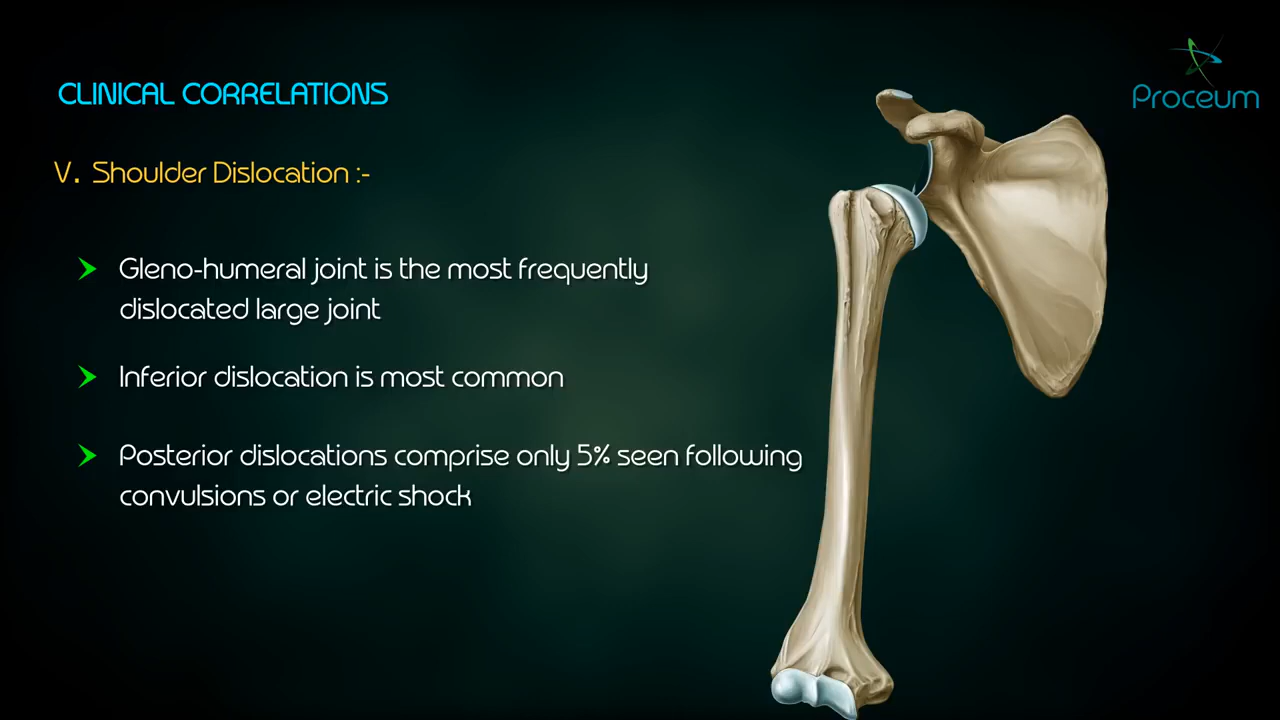 CLINICAL CORRELATIONS
Proceum
V. Shoulder Dislocation :-
Gleno-humeral joint is the most frequently
dislocated large joint
Inferior dislocation is most common
Posterior dislocations comprise only 5% seen following
convulsions or electric shock